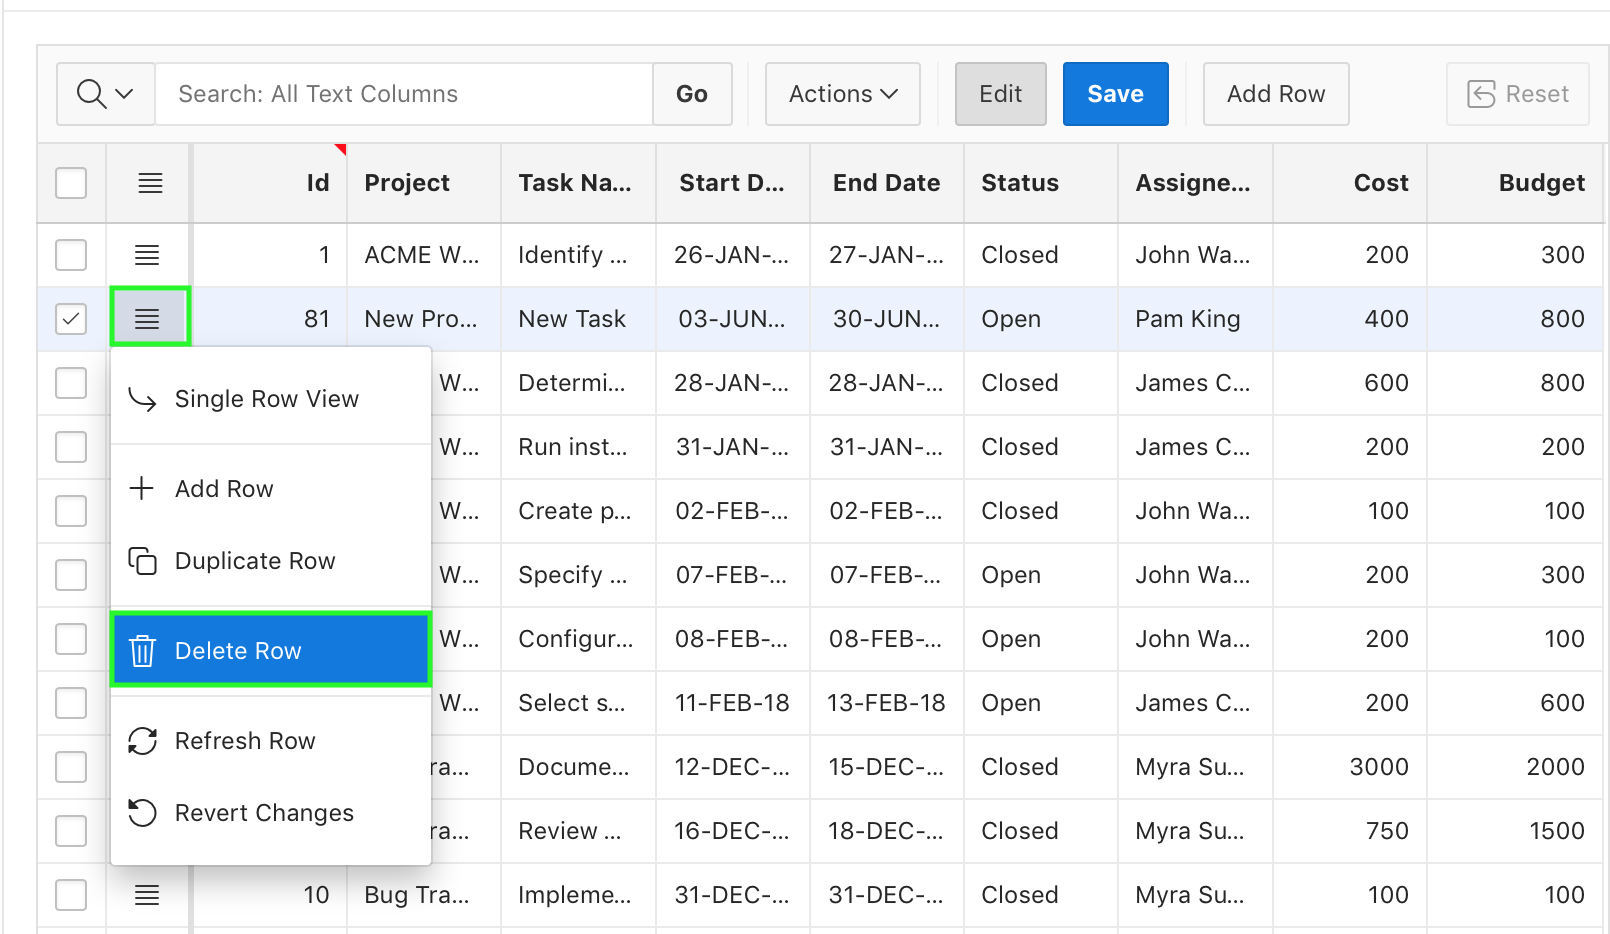 Search: All Text Columns Go Actions Edit Save Add Row Reset
Id Project Task Na... Start D... End Date Status Assigne... Cost Budget
1 ACME W... Identify ... 26-JAN-... 27-JAN-... Closed John Wa... 200 300
81 New Pro... New Task 03-JUN... 30-JUN... Open Pam King 400 800
W... Determi... 28-JAN-... 28-JAN-... Closed James C... 600 800
Single Row View
W... Run inst... 31-JAN-... 31-JAN-... Closed James C... 200 200
Add Row
W... Create p... 02-FEB-... 02-FEB-... Closed John Wa... 100 100
Duplicate Row
W... Specify ... 07-FEB-... 07-FEB-... Open John Wa... 200 300
W... Configur... 08-FEB-... 08-FEB-... Open John Wa... 200 100
Delete Row
W... Select s... 11-FEB-18 13-FEB-18 Open James C... 200 600
Refresh Row
ra... Docume... 12-DEC-... 15-DEC-... Closed Myra Su... 3000 2000
Revert Changes
ra... Review ... 16-DEC-... 18-DEC-... Closed Myra Su... 750 1500
10 Bug Tra... Impleme... 31-DEC-... 31-DEC-... Closed Myra Su... 100 100